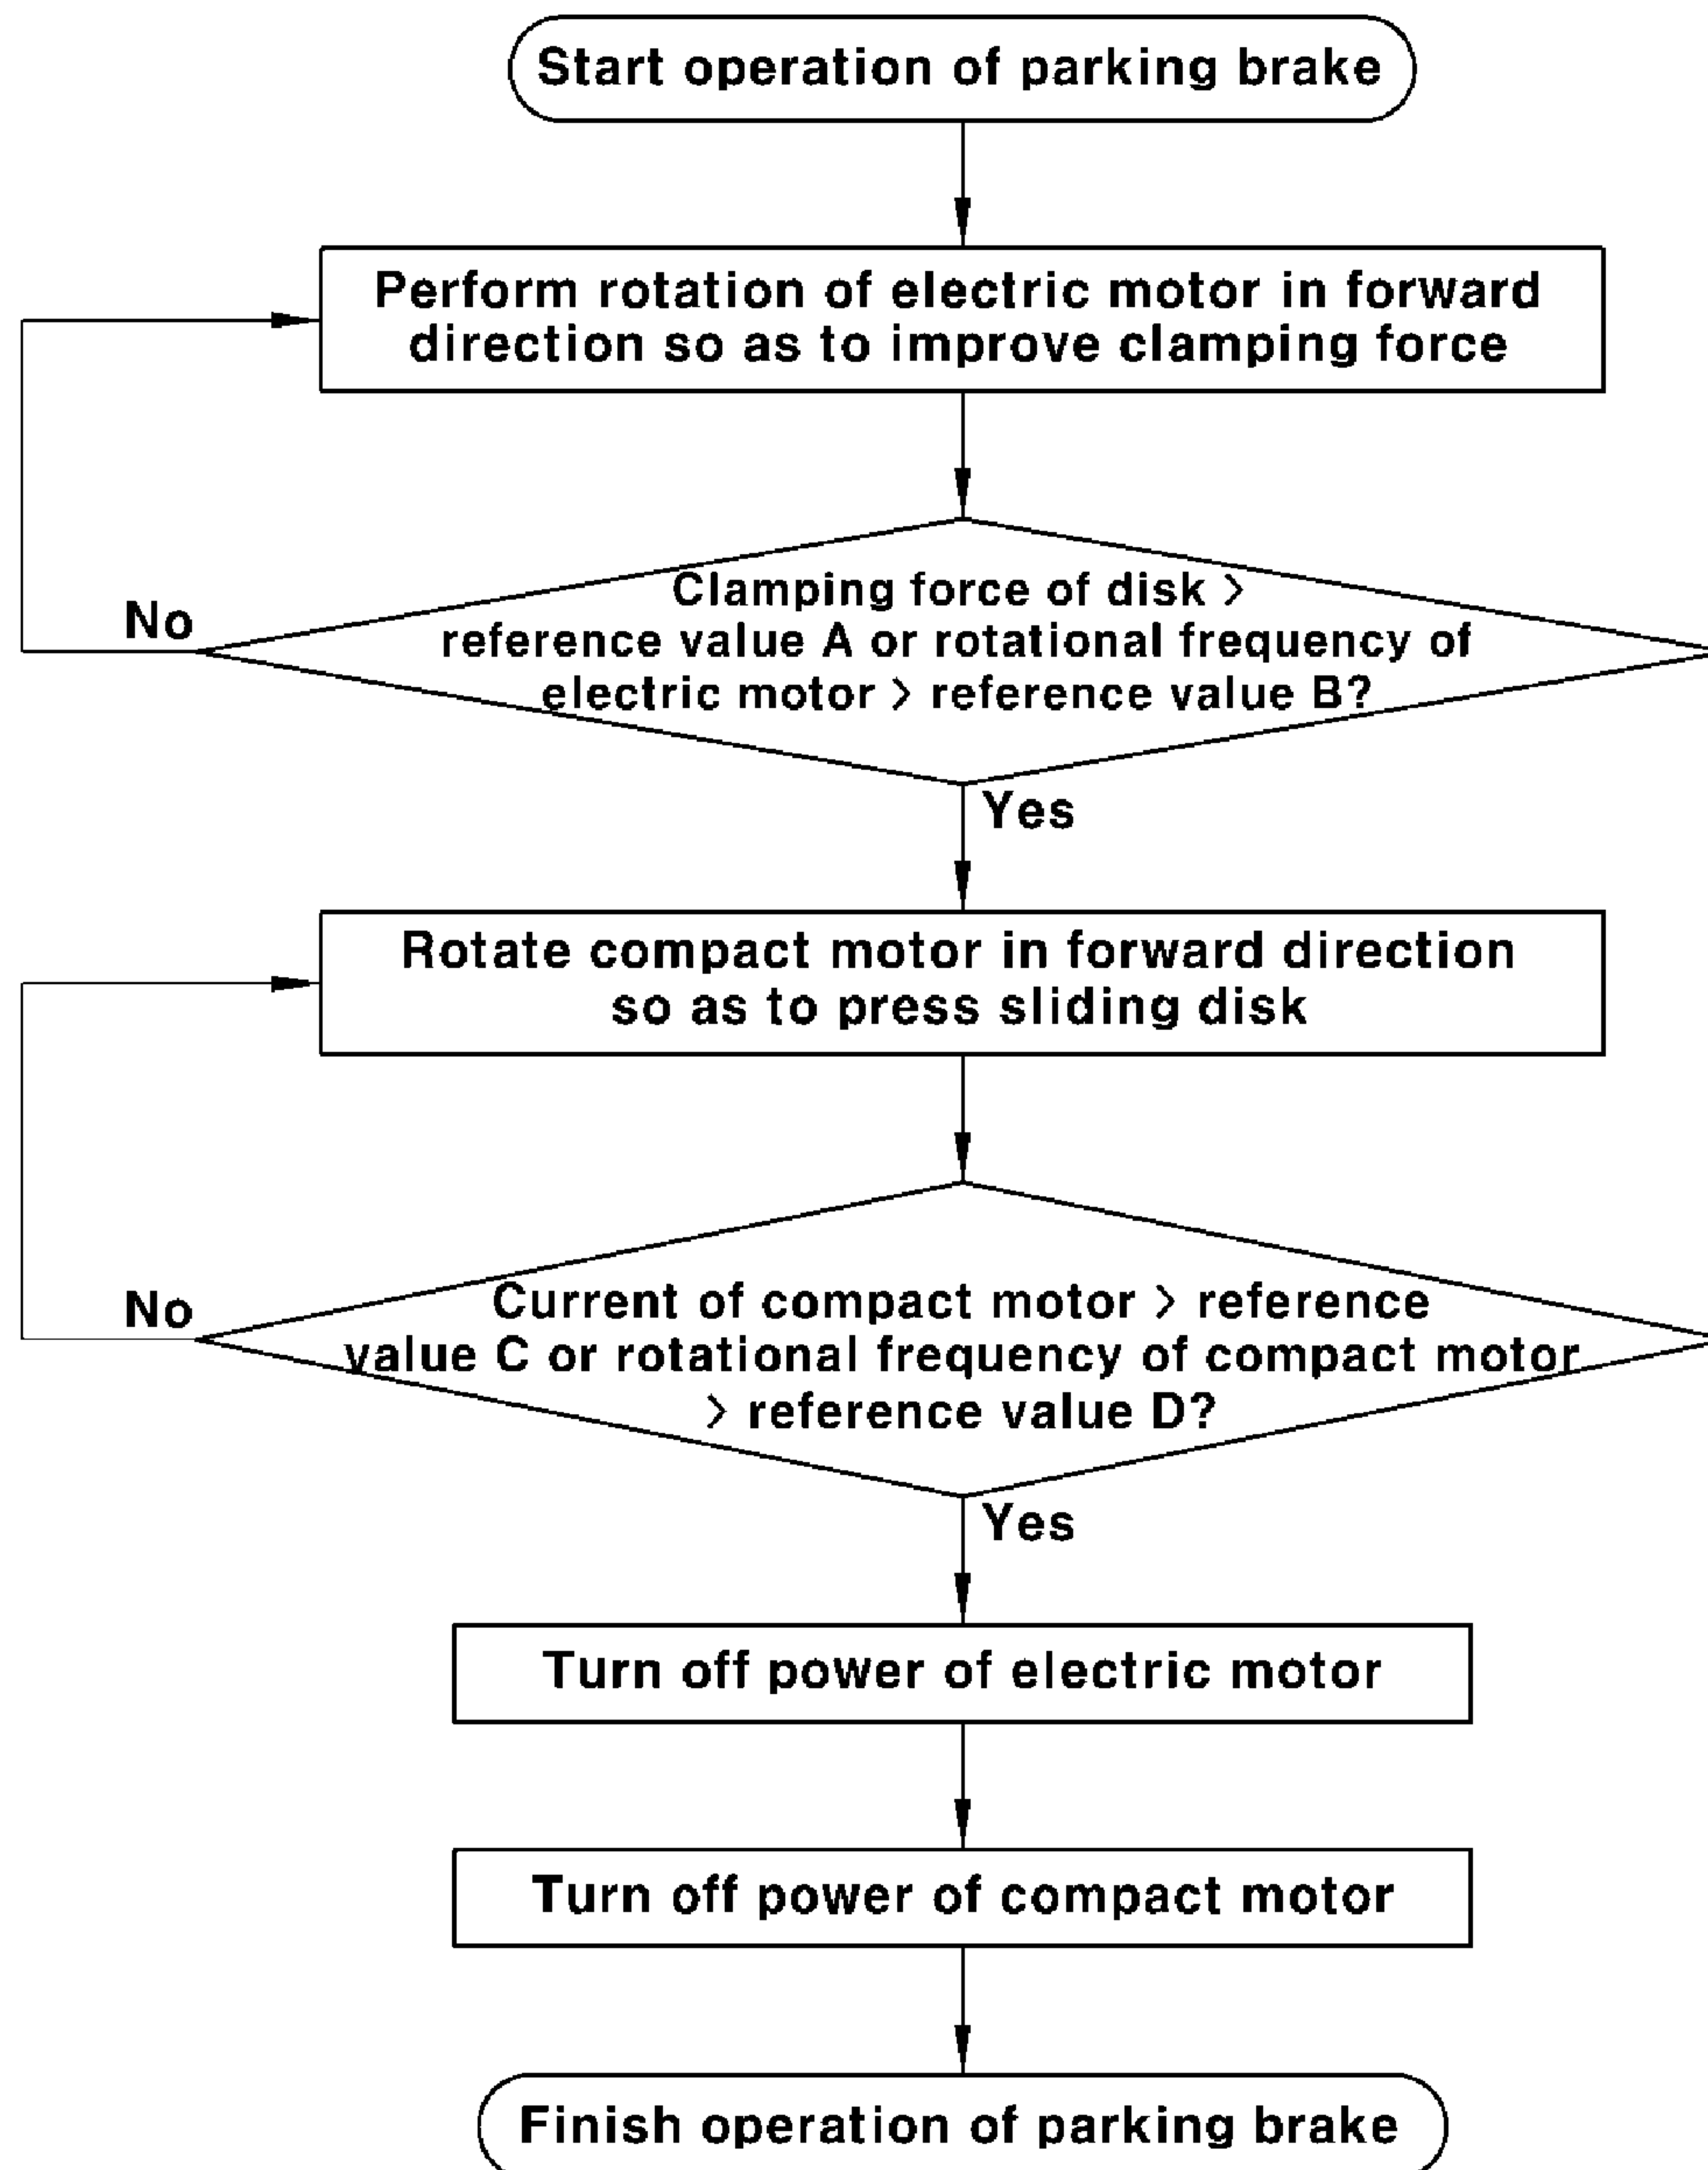 Start operation of parking brake
Perform rotation of electric motor in forward
direction so as to improve clamping force
Clamping force of disk >
No
reference value A or rotational frequency of
electric motor > reference value B?
Yes
Rotate compact motor in forward direction
so as to press sliding disk
No
Current of compact motor > reference
value C or rotational frequency of compact motor
> reference value D?
Yes
Turn off power of electric motor
Turn off power of compact motor
Finish operation of parking brake